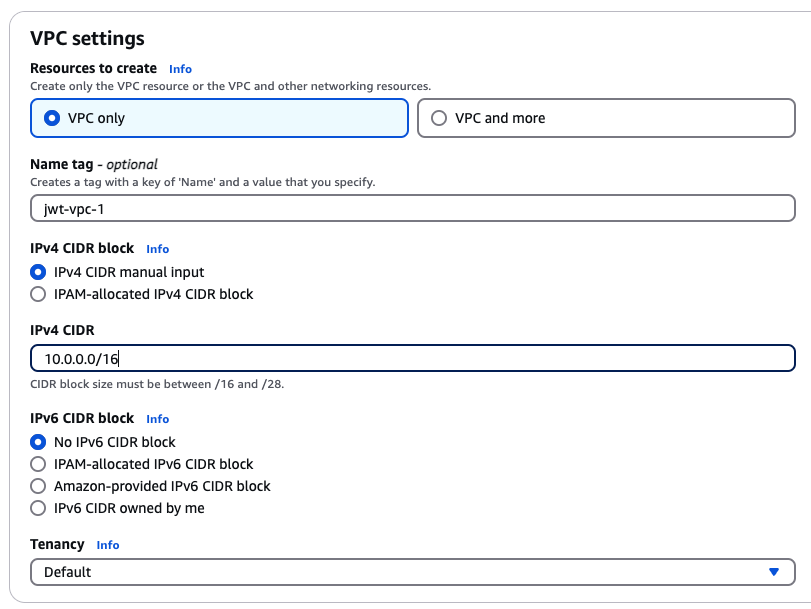 VPC settings
Resources to create Info
Create only the VPC resource or the VPC and other networking resources.
VPC only VPC and more
Name tag - optional
Creates a tag with a key of 'Name' and a value that you specify.
jwt-vpc-1
IPv4 CIDR block Info
IPv4 CIDR manual input
IPAM-allocated IPv4 CIDR block
IPv4 CIDR
10.0.0.0/16
CIDR block size must be between /16 and /28.
IPv6 CIDR block Info
No IPv6 CIDR block
IPAM-allocated IPv6 CIDR block
Amazon-provided IPv6 CIDR block
IPv6 CIDR owned by me
Tenancy Info
Default